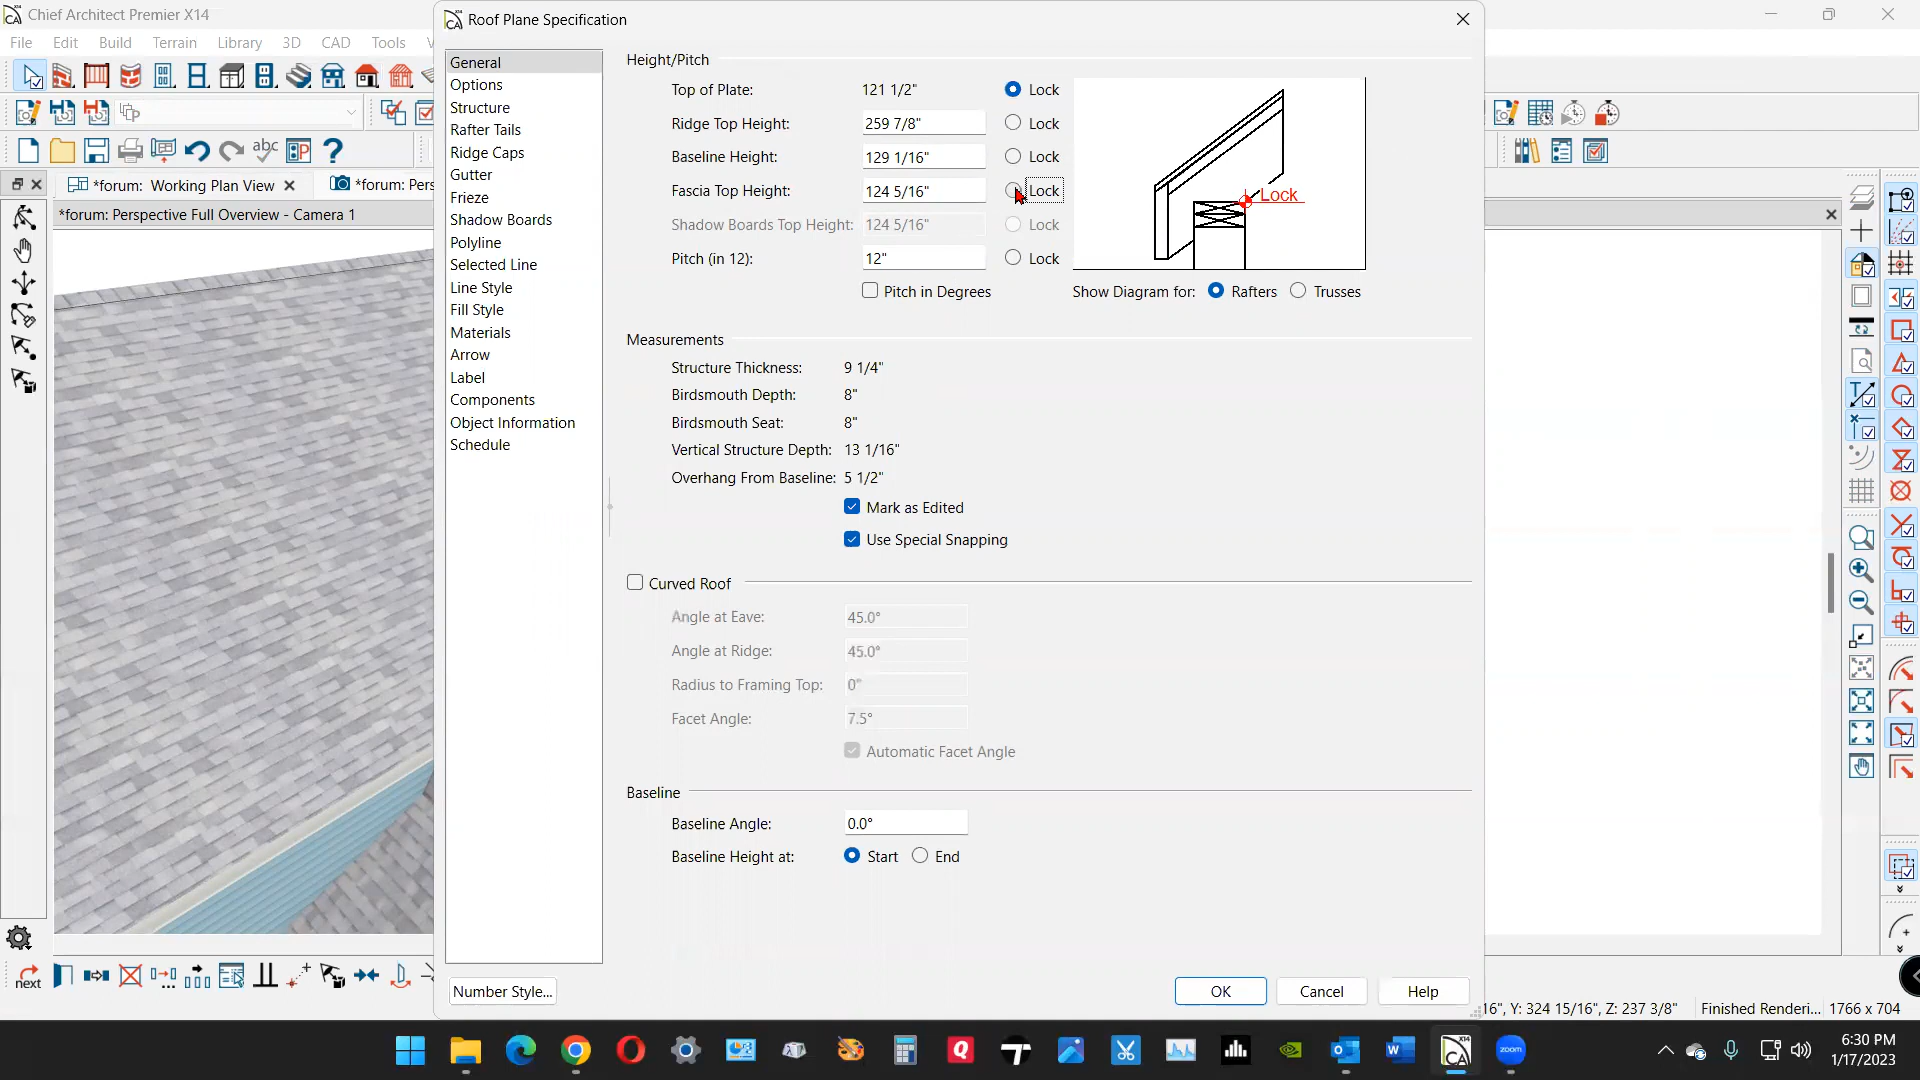 Chief Architect Premier X14
File Edit Build Terrain Library 3D CAD Tools
*forum: Working Plan View
*forum: Pers
*forum: Perspective Full Overview - Camera 1
Roof Plane Specification
General
Options
Structure
Rafter Tails
Ridge Caps
Gutter
Frieze
Shadow Boards
Polyline
Selected Line
Line Style
Fill Style
Materials
Arrow
Label
Components
Object Information
Schedule
Height/Pitch
Top of Plate: 121 1/2" Lock
Ridge Top Height: 259 7/8" Lock
Baseline Height: 129 1/16" Lock
Fascia Top Height: 124 5/16" Lock
Shadow Boards Top Height: 124 5/16" Lock
Pitch (in 12): 12" Lock
Pitch in Degrees
Lock
Show Diagram for: Rafters Trusses
Measurements
Structure Thickness: 9 1/4"
Birdsmouth Depth: 8"
Birdsmouth Seat: 8"
Vertical Structure Depth: 13 1/16"
Overhang From Baseline: 5 1/2"
Mark as Edited
Use Special Snapping
Curved Roof
Angle at Eave: 45.0°
Angle at Ridge: 45.0°
Radius to Framing Top: 0"
Facet Angle: 7.5°
Automatic Facet Angle
Baseline
Baseline Angle: 0.0°
Baseline Height at: Start End
Number Style...
OK Cancel Help
next
16", Y: 324 15/16", Z: 237 3/8" Finished Renderi... 1766 x 704
6:30 PM
1/17/2023